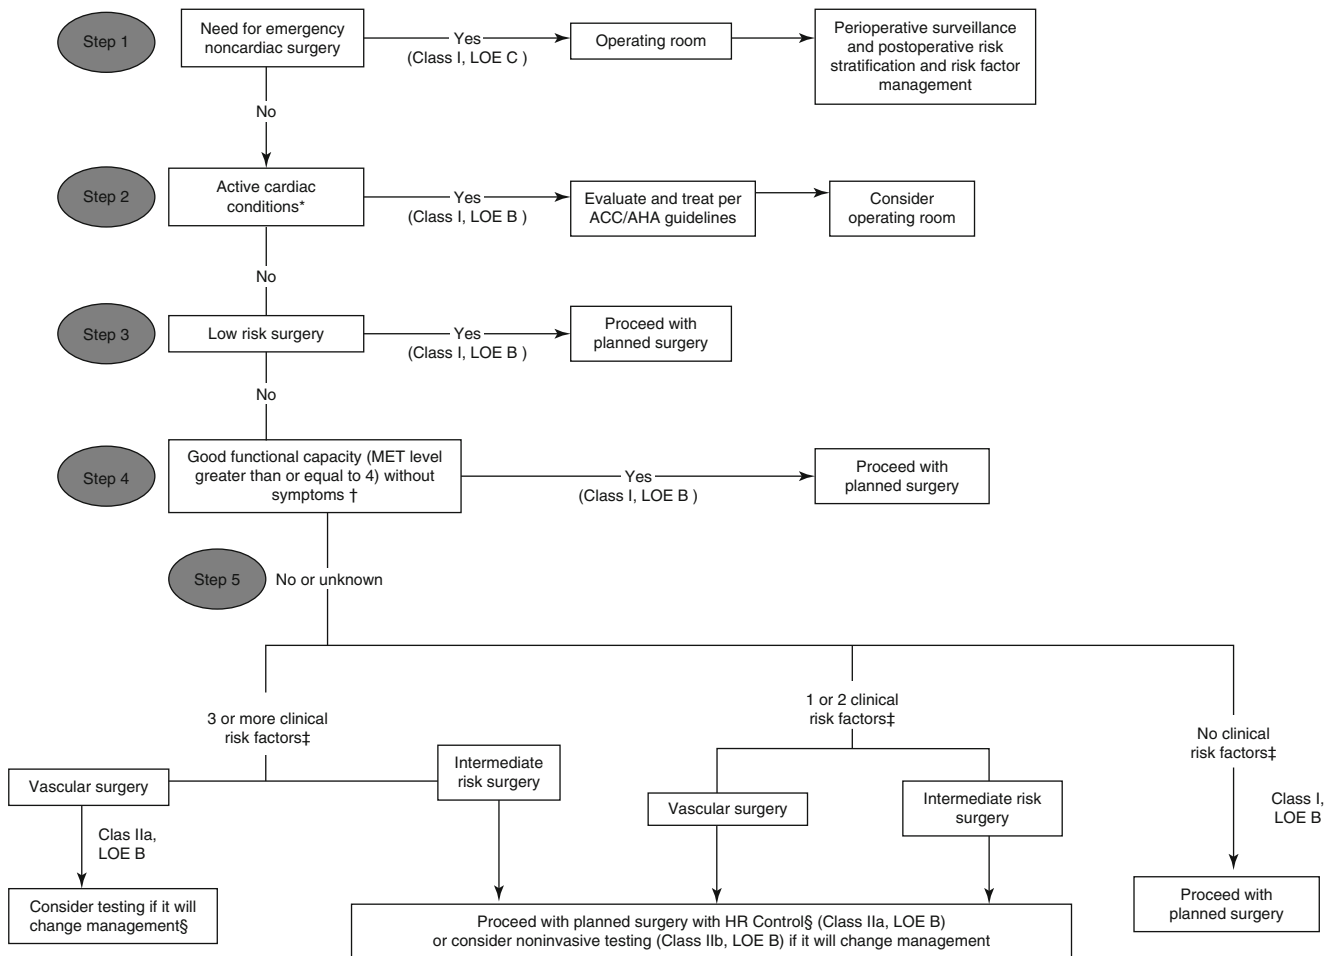 Step 1
Need for emergency
noncardiac surgery
Yes
(Class I, LOE C )
Operating room
Perioperative surveillance
and postoperative risk
stratification and risk factor
management
No
Step 2
Active cardiac
conditions*
Yes
(Class I, LOE B )
Evaluate and treat per
ACC/AHA guidelines
Consider
operating room
No
Step 3
Low risk surgery
Yes
(Class I, LOE B )
Proceed with
planned surgery
No
Step 4
Good functional capacity (MET level
greater than or equal to 4) without
symptoms †
Yes
(Class I, LOE B )
Proceed with
planned surgery
Step 5
No or unknown
3 or more clinical
risk factors‡
1 or 2 clinical
risk factors‡
No clinical
risk factors‡
Vascular surgery
Intermediate
risk surgery
Vascular surgery
Intermediate risk
surgery
Clas IIa,
LOE B
Class I,
LOE B
Consider testing if it will
change management§
Proceed with planned surgery with HR Control§ (Class IIa, LOE B)
or consider noninvasive testing (Class IIb, LOE B) if it will change management
Proceed with
planned surgery